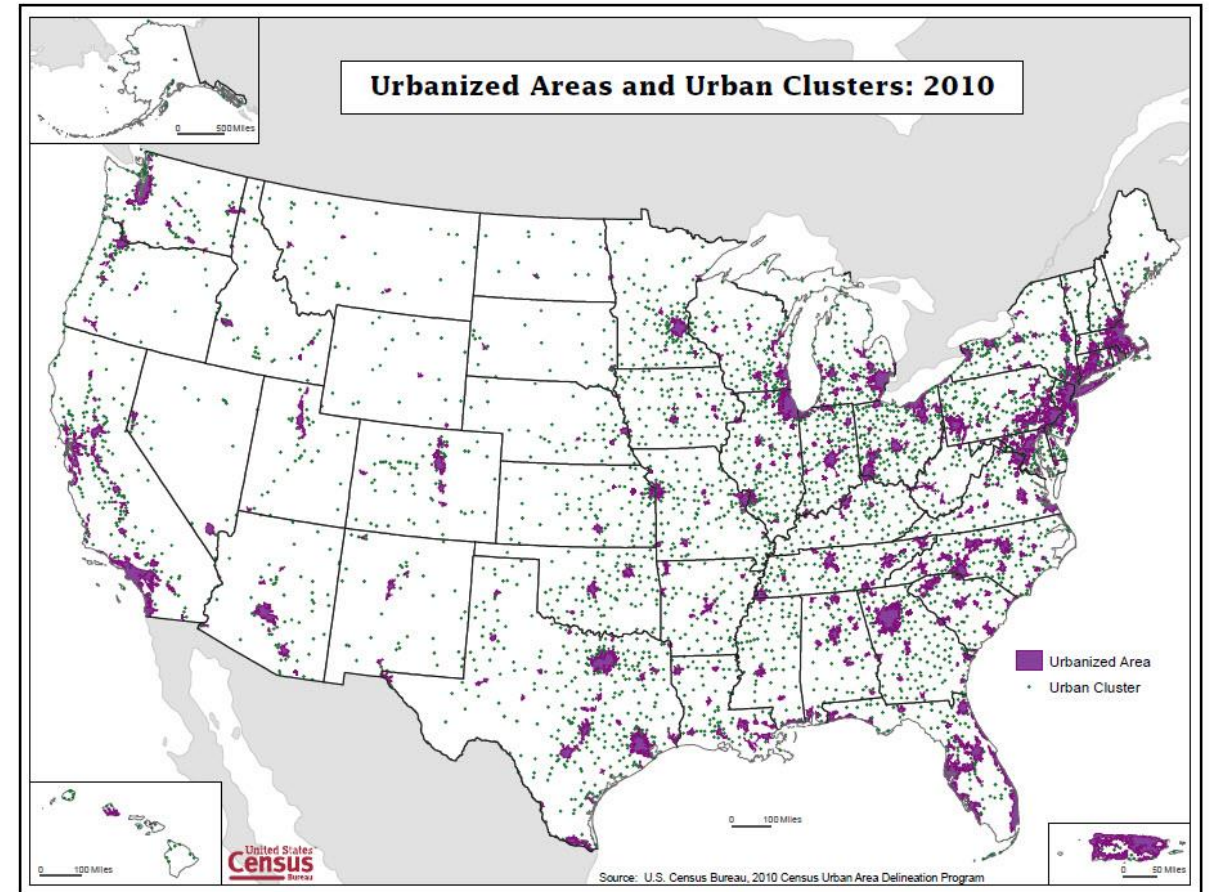 Urbanized Areas and Urban Clusters: 2010
0 500 Miles
Urbanized Area
Urban Cluster
0 100 Miles
0 100 Miles
United States®
Census
Bureau
Source: U.S. Census Bureau, 2010 Census Urban Area Delineation Program
0 50 Miles